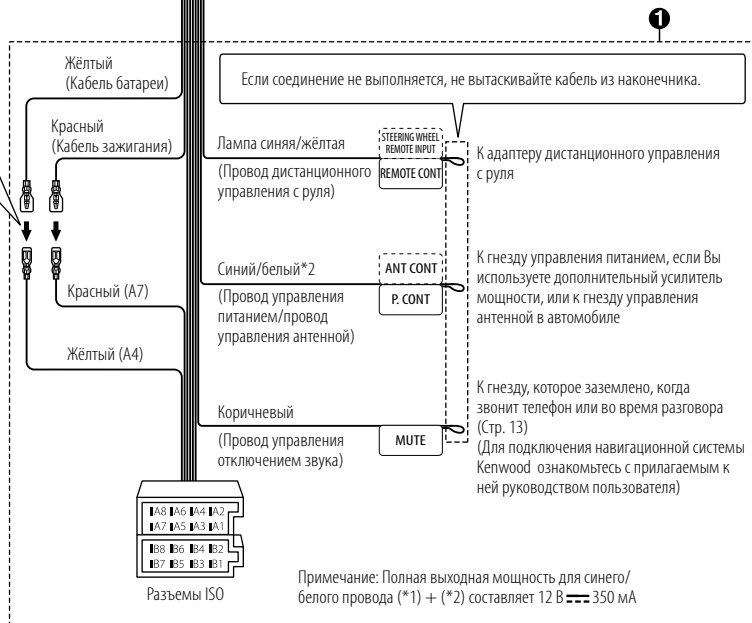 ❶
Жёлтый
(Кабель батареи)
Если соединение не выполняется, не вытаскивайте кабель из наконечника.
Красный
(Кабель зажигания)
Лампа синяя/жёлтая
(Провод дистанционного
управления с руля)
STEERING WHEEL
REMOTE INPUT
REMOTE CONT
К адаптеру дистанционного управления
с руля
Синий/белый*2
(Провод управления
питанием/провод
управления антенной)
ANT CONT
P. CONT
К гнезду управления питанием, если Вы
используете дополнительный усилитель
мощности, или к гнезду управления
антенной в автомобиле
Красный (A7)
Жёлтый (A4)
Коричневый
(Провод управления
отключением звука)
MUTE
К гнезду, которое заземлено, когда
звонит телефон или во время разговора
(Стр. 13)
(Для подключения навигационной системы
Kenwood ознакомьтесь с прилагаемым к
ней руководством пользователя)
A8 A6 A4 A2
A7 A5 A3 A1
B8 B6 B4 B2
B7 B5 B3 B1
Разъемы ISO
Примечание: Полная выходная мощность для синего/
белого провода (*1) + (*2) составляет 12 В ⎓ 350 мА